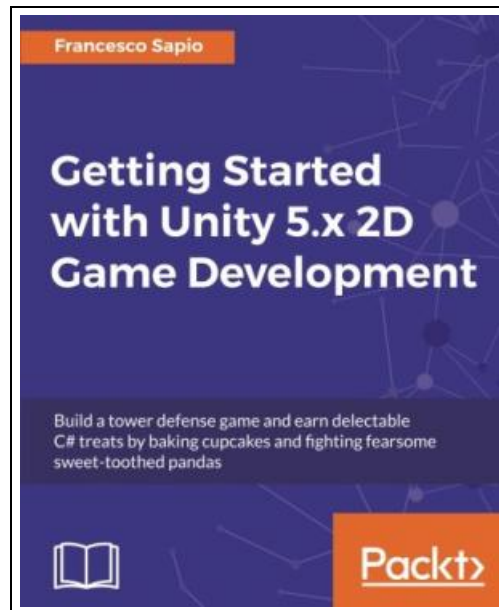 Francesco Sapio
Getting Started
with Unity 5.x 2D
Game Development
Build a tower defense game and earn delectable
C# treats by baking cupcakes and fighting fearsome
sweet-toothed pandas
Packt>